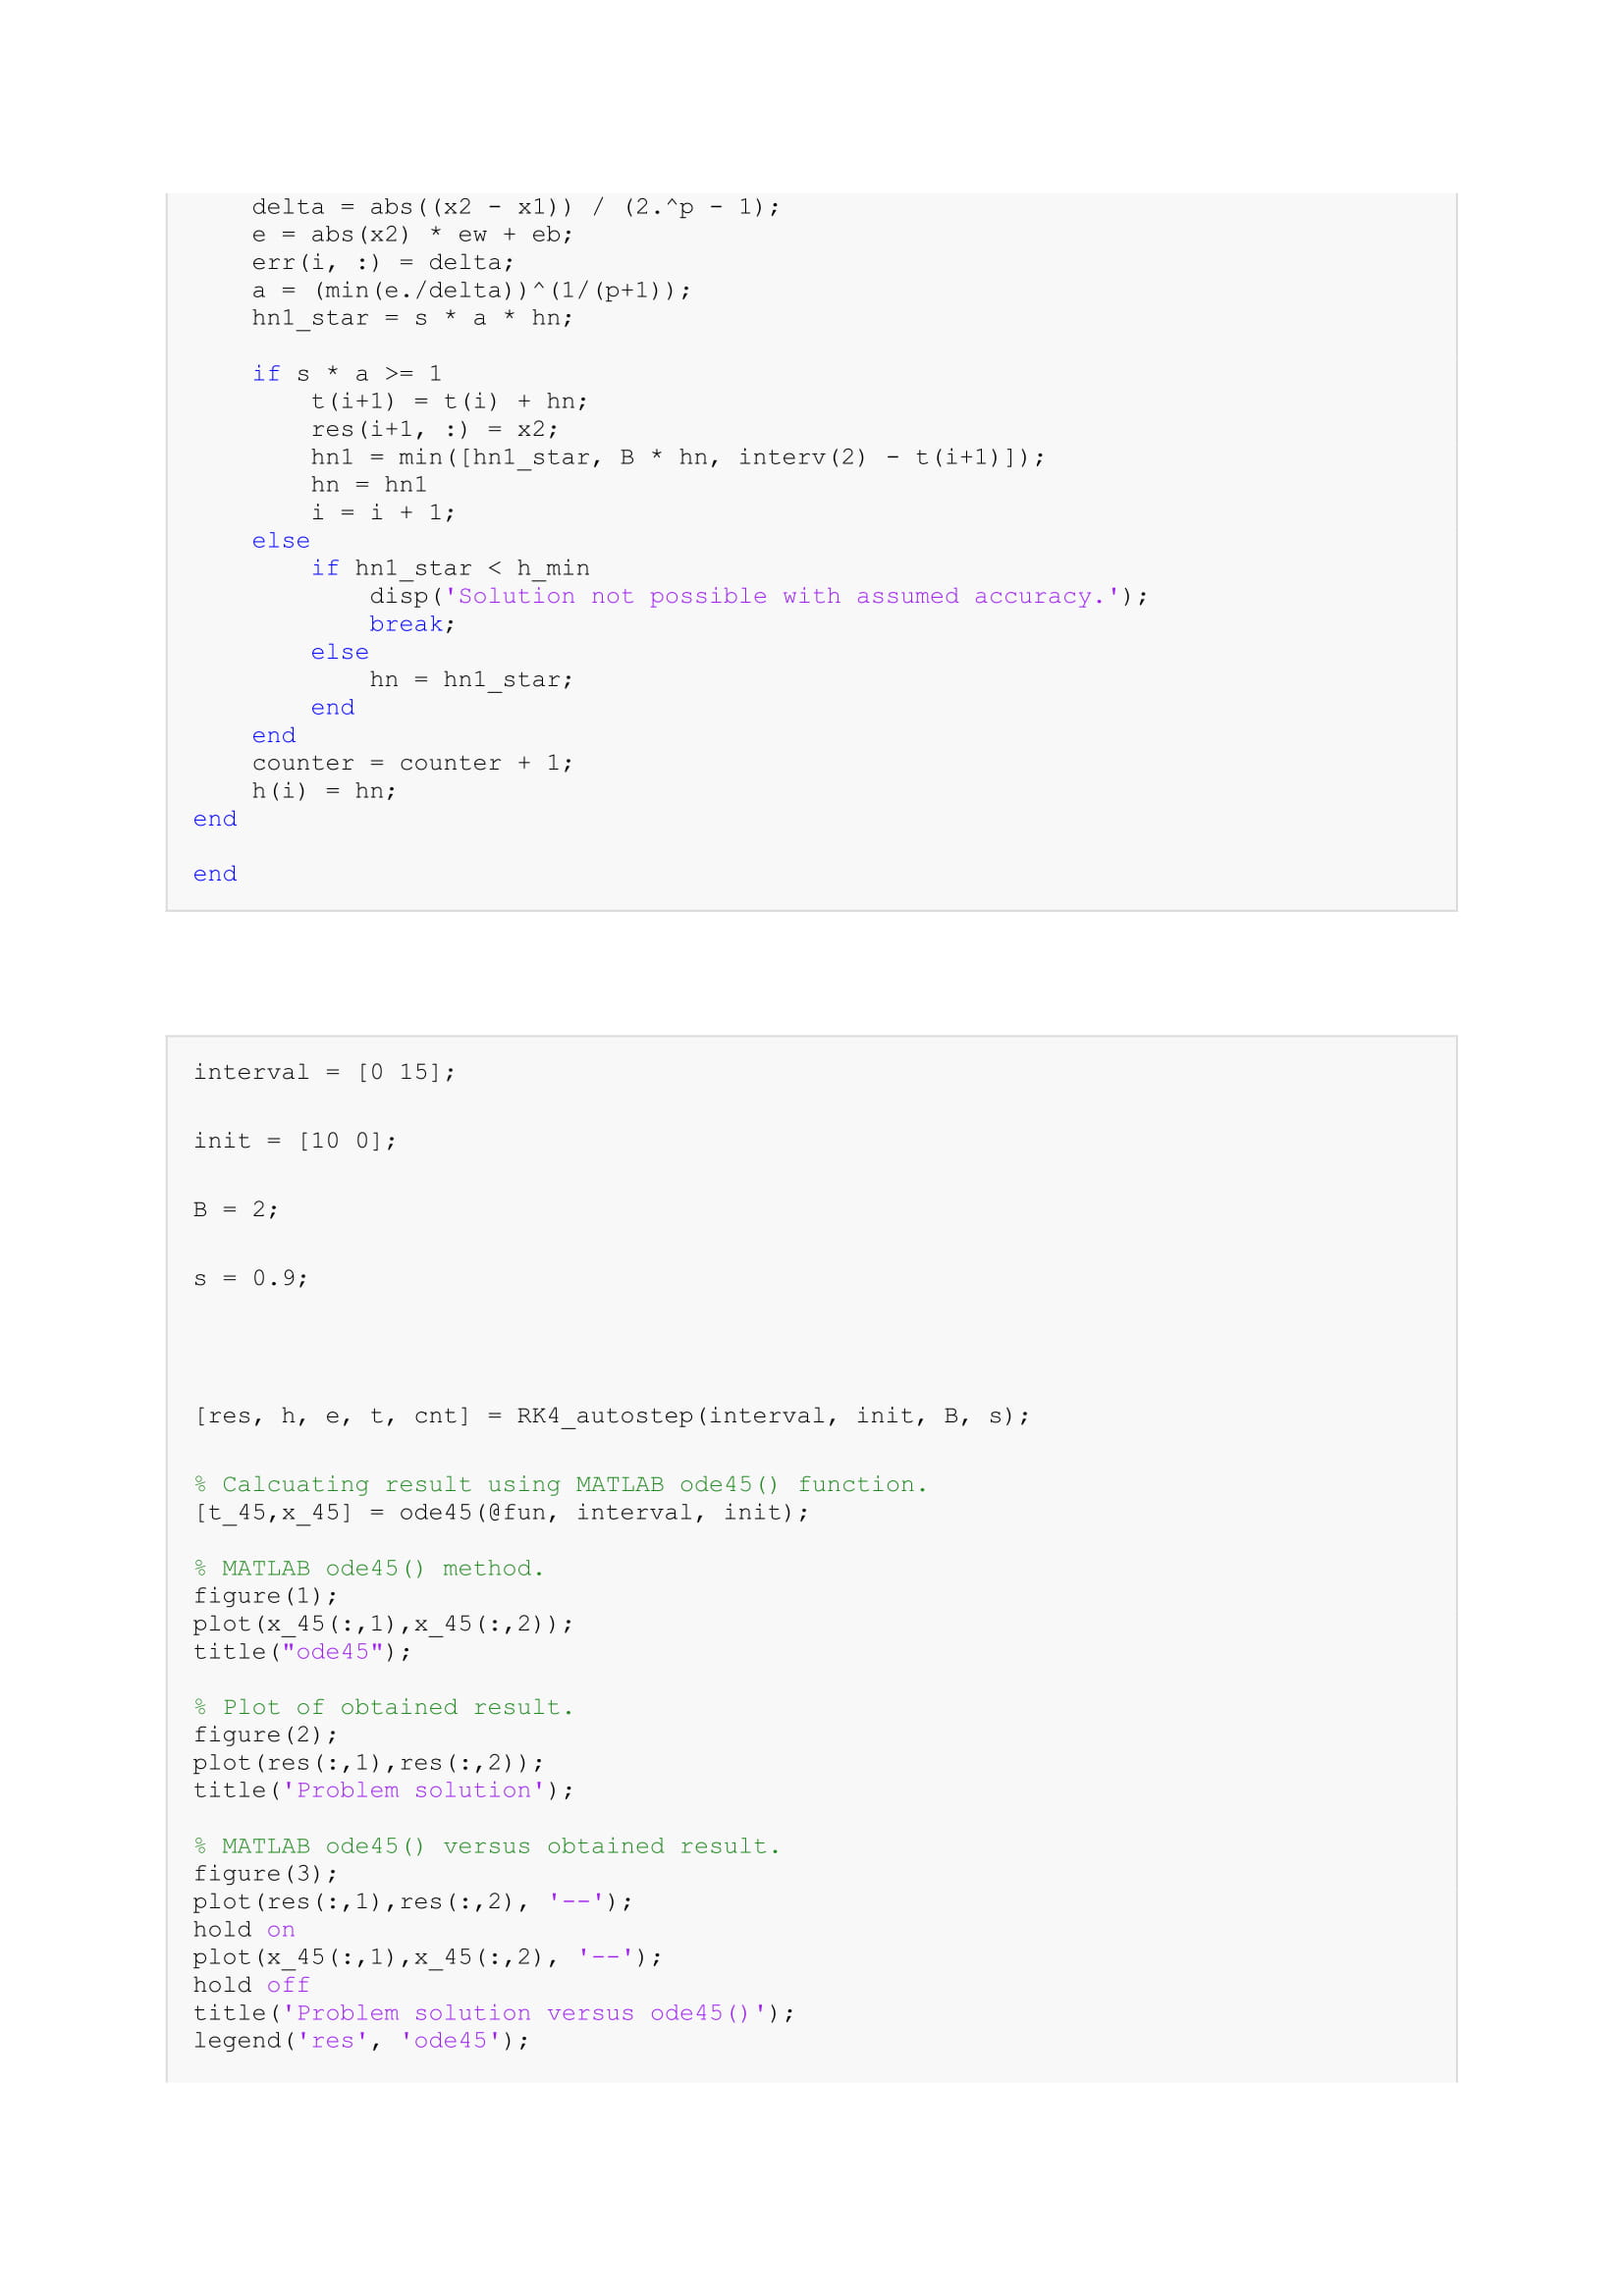 delta = abs((x2 - x1)) / (2.^p - 1);
e = abs(x2) * ew + eb;
err(i, :) = delta;
a = (min(e./delta))^(1/(p+1));
hn1_star = s * a * hn;
if s * a >= 1
t(i+1) = t(i) + hn;
res(i+1, :) = x2;
hn1 = min([hn1_star, B * hn, interv(2) - t(i+1)]);
hn = hn1
i = i + 1;
else
if hn1_star < h_min
disp('Solution not possible with assumed accuracy.');
break;
else
hn = hn1_star;
end
end
counter = counter + 1;
h(i) = hn;
end
end
interval = [0 15];
init = [10 0];
B = 2;
s = 0.9;
[res, h, e, t, cnt] = RK4_autostep(interval, init, B, s);
% Calcuating result using MATLAB ode45() function.
[t_45,x_45] = ode45(@fun, interval, init);
% MATLAB ode45() method.
figure(1);
plot(x_45(:,1),x_45(:,2));
title("ode45");
% Plot of obtained result.
figure(2);
plot(res(:,1),res(:,2));
title('Problem solution');
% MATLAB ode45() versus obtained result.
figure(3);
plot(res(:,1),res(:,2), '--');
hold on
plot(x_45(:,1),x_45(:,2), '--');
hold off
title('Problem solution versus ode45()');
legend('res', 'ode45');